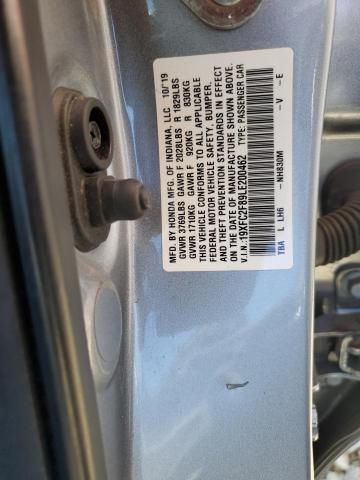 MFD. BY HONDA MFG. OF INDIANA, LLC 10/19
GVWR 3769LBS GAWR F 2028LBS R 1829LBS
GVWR 1710KG GAWR F 920KG R 830KG
THIS VEHICLE CONFORMS TO ALL APPLICABLE
FEDERAL MOTOR VEHICLE SAFETY, BUMPER,
AND THEFT PREVENTION STANDARDS IN EFFECT
ON THE DATE OF MANUFACTURE SHOWN ABOVE.
V.I.N.:19XFC2F89LE200462 TYPE: PASSENGER CAR
TBA L LH6 –NH830M –V –E